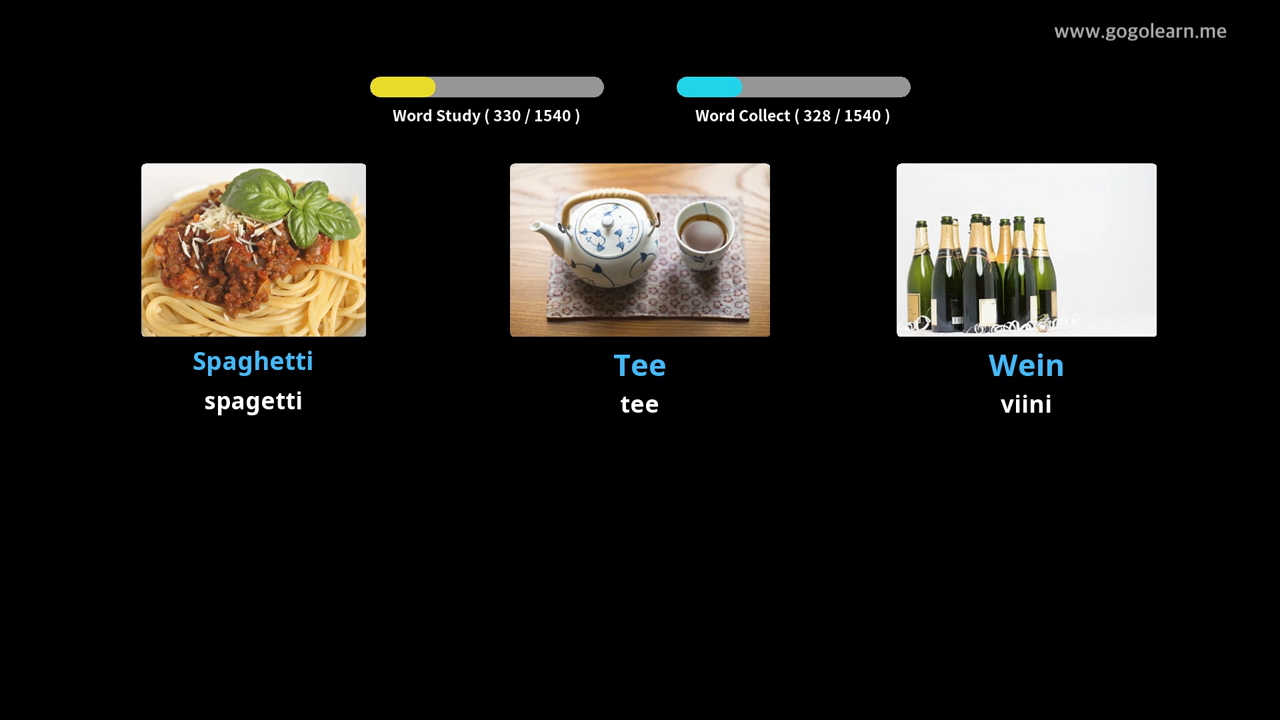 www.gogolearn.me
Word Study ( 330 / 1540 )
Word Collect ( 328 / 1540 )
Spaghetti
spagetti
Tee
tee
Wein
viini